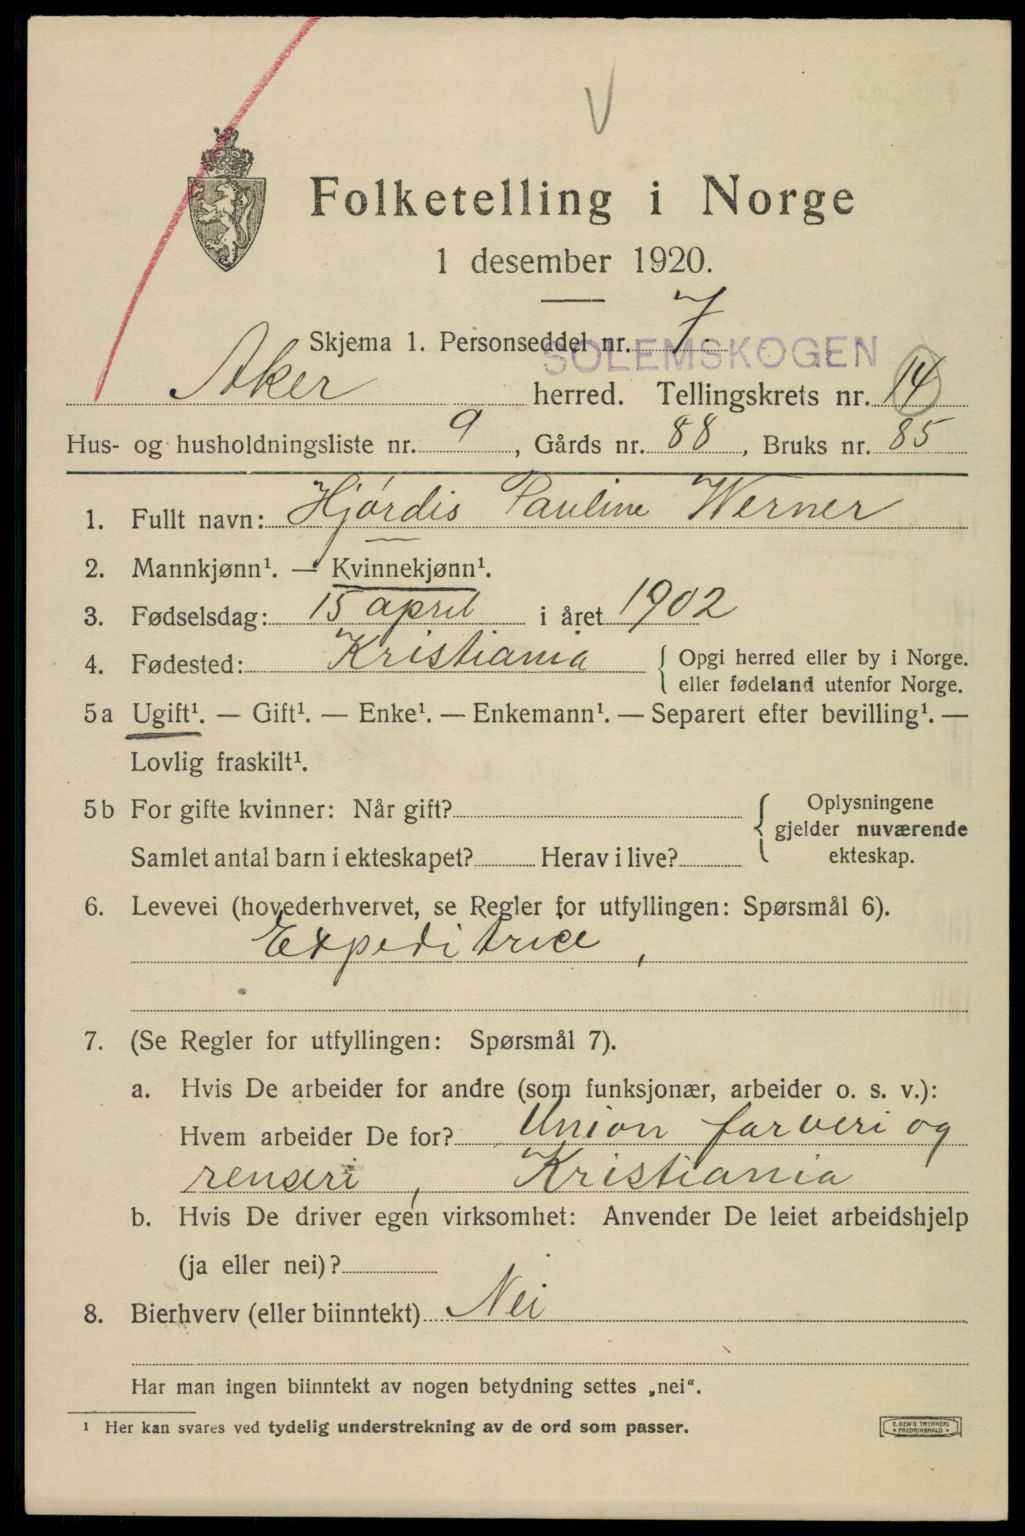 V
Folketelling i Norge
1 desember 1920.
Skjema 1. Personseddel nr. 7.
SOLEMSKOGEN
Aker herred. Tellingskrets nr. 14
Hus- og husholdningsliste nr. 9, Gårds nr. 88, Bruks nr. 85
1. Fullt navn: Hjørdis Pauline Werner
2. Mannkjønn¹. — Kvinnekjønn¹.
3. Fødselsdag: 15 april i året 1902
4. Fødested: Kristiania { Opgi herred eller by i Norge.
eller fødeland utenfor Norge.
5a Ugift¹. — Gift¹. — Enke¹. — Enkemann¹. — Separert efter bevilling¹. —
Lovlig fraskilt¹.
5b For gifte kvinner: Når gift?
Samlet antal barn i ekteskapet? Herav i live?
{ Oplysningene
gjelder nuværende
ekteskap.
6. Levevei (hovederhvervet, se Regler for utfyllingen: Spørsmål 6).
Expeditrice,
7. (Se Regler for utfyllingen: Spørsmål 7).
a. Hvis De arbeider for andre (som funksjonær, arbeider o. s. v.):
Hvem arbeider De for? Union farveri og
renseri, Kristiania
b. Hvis De driver egen virksomhet: Anvender De leiet arbeidshjelp
(ja eller nei)?
8. Bierhverv (eller biinntekt) Nei
Har man ingen biinntekt av nogen betydning settes „nei".
¹ Her kan svares ved tydelig understrekning av de ord som passer.
E. SEM'S TRYKKERI
• FREDRIKSHALD •